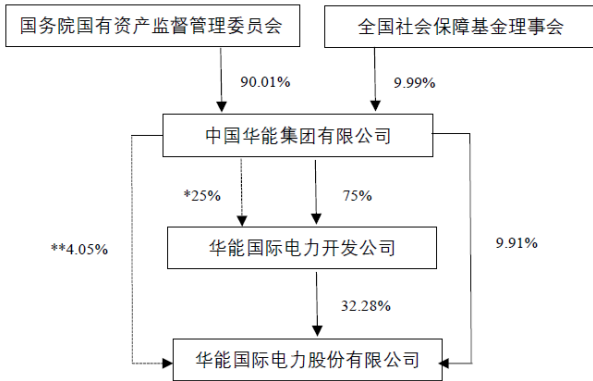 国务院国有资产监督管理委员会
全国社会保障基金理事会
90.01%
9.99%
中国华能集团有限公司
*25%
75%
**4.05%
9.91%
华能国际电力开发公司
32.28%
华能国际电力股份有限公司